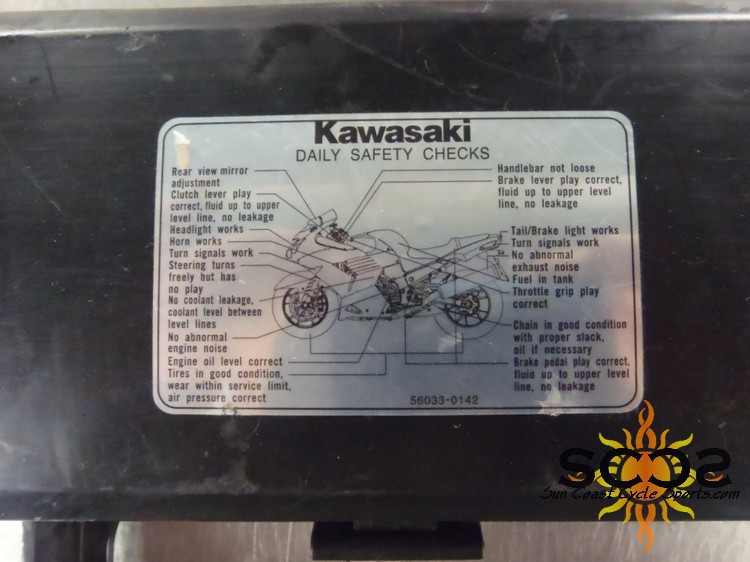 Kawasaki
DAILY SAFETY CHECKS
Rear view mirror
adjustment
Clutch lever play
correct, fluid up to upper
level line, no leakage
Headlight works
Horn works
Turn signals work
Steering turns
freely but has
no play
No coolant leakage,
coolant level between
level lines
No abnormal
engine noise
Engine oil level correct
Tires in good condition,
wear within service limit,
air pressure correct
Handlebar not loose
Brake lever play correct,
fluid up to upper level
line, no leakage
Tail/Brake light works
Turn signals work
No abnormal
exhaust noise
Fuel in tank
Throttle grip play
correct
Chain in good condition
with proper slack,
oil if necessary
Brake pedal play correct,
fluid up to upper level
line, no leakage
56033-0142
SCCS
Sun Coast Cycle Sports.com